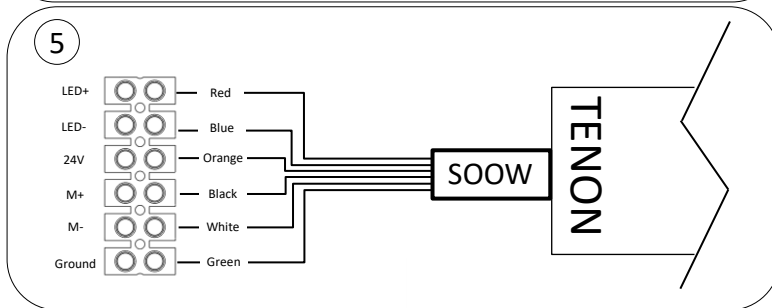 5
LED+ Red
LED- Blue
24V Orange
M+ Black
M- White
Ground Green
SOOW
TENON